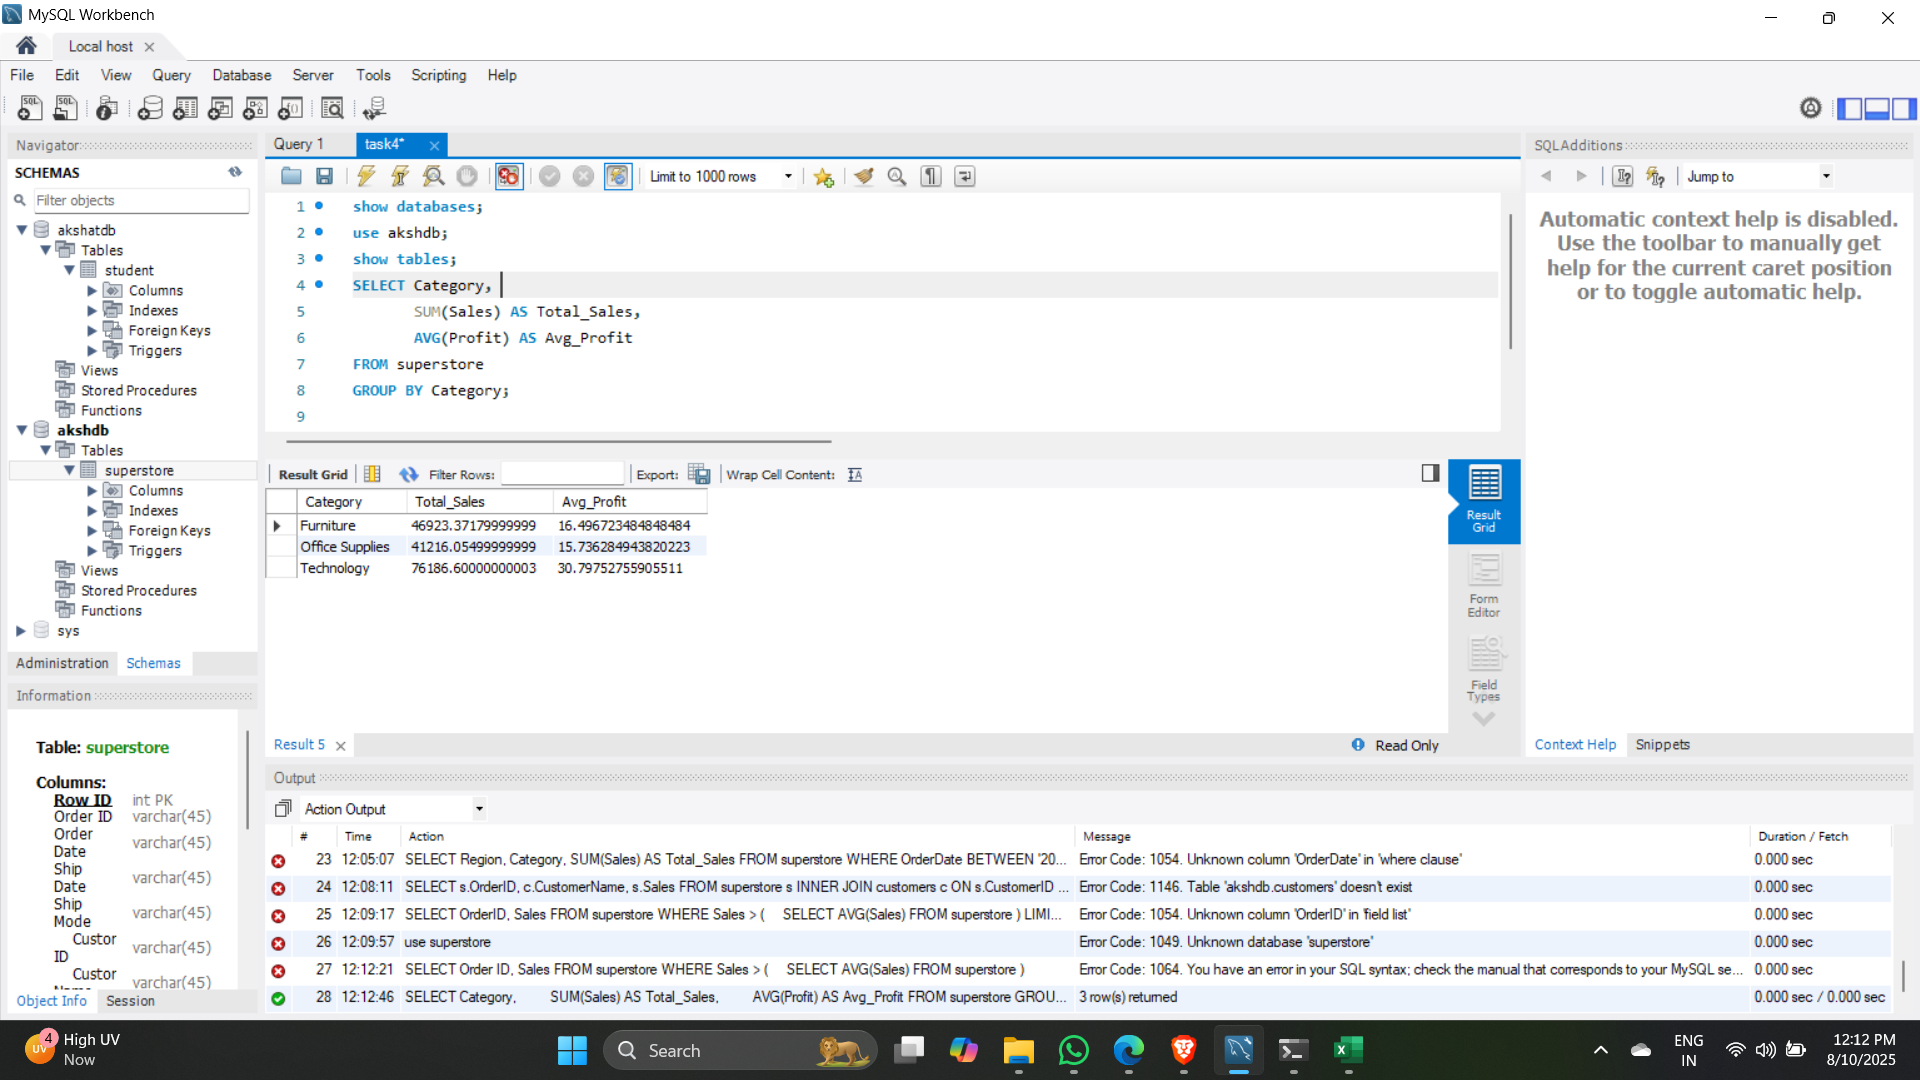 MySQL Workbench
Local host
File Edit View Query Database Server Tools Scripting Help
Navigator
SCHEMAS
Filter objects
akshatdb
Tables
student
Columns
Indexes
Foreign Keys
Triggers
Views
Stored Procedures
Functions
akshdb
Tables
superstore
Columns
Indexes
Foreign Keys
Triggers
Views
Stored Procedures
Functions
sys
Administration Schemas
Information
Table: superstore
Columns:
Row ID int PK
Order ID varchar(45)
Order
Date varchar(45)
Ship
Date varchar(45)
Ship
Mode varchar(45)
Custor
ID varchar(45)
Custor
varchar(45)
Object Info Session
Query 1 task4*
Limit to 1000 rows
1 show databases;
2 use akshdb;
3 show tables;
4 SELECT Category,
5 SUM(Sales) AS Total_Sales,
6 AVG(Profit) AS Avg_Profit
7 FROM superstore
8 GROUP BY Category;
9
Result Grid Filter Rows: Export: Wrap Cell Content:
Category Total_Sales Avg_Profit
Furniture 46923.37179999999 16.496723484848484
Office Supplies 41216.05499999999 15.736284943820223
Technology 76186.60000000003 30.79752755905511
Result
Grid
Form
Editor
Field
Types
Result 5
Read Only
SQLAdditions
Jump to
Automatic context help is disabled.
Use the toolbar to manually get
help for the current caret position
or to toggle automatic help.
Context Help Snippets
Output
Action Output
# Time Action Message Duration / Fetch
23 12:05:07 SELECT Region, Category, SUM(Sales) AS Total_Sales FROM superstore WHERE OrderDate BETWEEN '20... Error Code: 1054. Unknown column 'OrderDate' in 'where clause' 0.000 sec
24 12:08:11 SELECT s.OrderID, c.CustomerName, s.Sales FROM superstore s INNER JOIN customers c ON s.CustomerID ... Error Code: 1146. Table 'akshdb.customers' doesn't exist 0.000 sec
25 12:09:17 SELECT OrderID, Sales FROM superstore WHERE Sales > ( SELECT AVG(Sales) FROM superstore ) LIMI... Error Code: 1054. Unknown column 'OrderID' in 'field list' 0.000 sec
26 12:09:57 use superstore Error Code: 1049. Unknown database 'superstore' 0.000 sec
27 12:12:21 SELECT Order ID, Sales FROM superstore WHERE Sales > ( SELECT AVG(Sales) FROM superstore ) Error Code: 1064. You have an error in your SQL syntax; check the manual that corresponds to your MySQL se... 0.000 sec
28 12:12:46 SELECT Category, SUM(Sales) AS Total_Sales, AVG(Profit) AS Avg_Profit FROM superstore GROU... 3 row(s) returned 0.000 sec / 0.000 sec
4
UV
High UV
Now
Search
ENG
IN
12:12 PM
8/10/2025